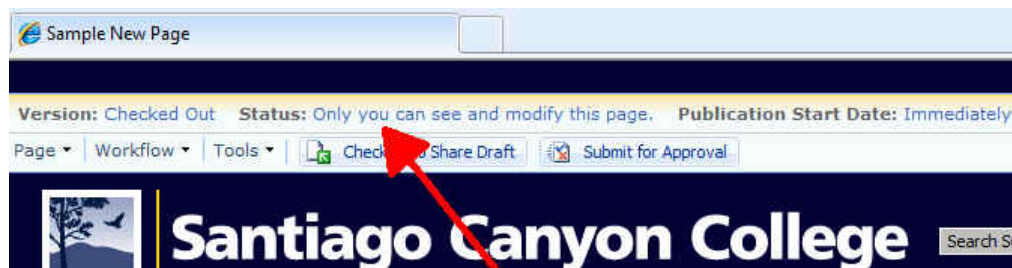 Sample New Page
Version: Checked Out Status: Only you can see and modify this page. Publication Start Date: Immediately
Page Workflow Tools Check Share Draft Submit for Approval
Santiago Canyon College Search